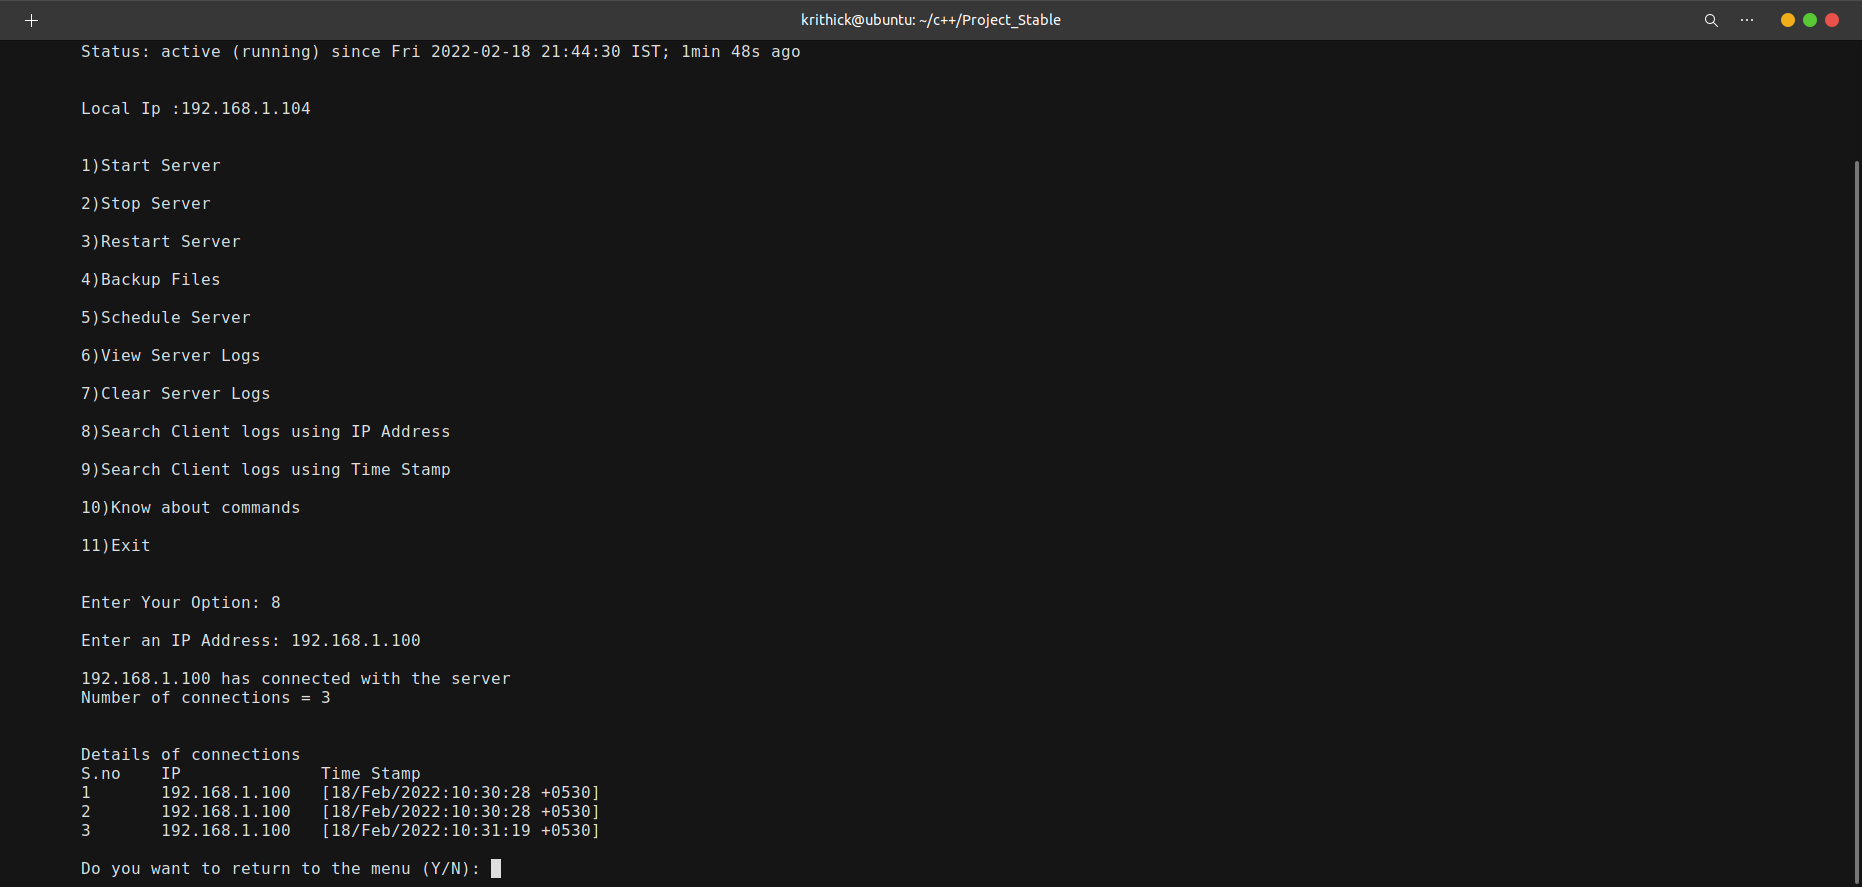 krithick@ubuntu: ~/c++/Project_Stable
Status: active (running) since Fri 2022-02-18 21:44:30 IST; 1min 48s ago
Local Ip :192.168.1.104
1)Start Server
2)Stop Server
3)Restart Server
4)Backup Files
5)Schedule Server
6)View Server Logs
7)Clear Server Logs
8)Search Client logs using IP Address
9)Search Client logs using Time Stamp
10)Know about commands
11)Exit
Enter Your Option: 8
Enter an IP Address: 192.168.1.100
192.168.1.100 has connected with the server
Number of connections = 3
Details of connections
S.no    IP              Time Stamp
1       192.168.1.100   [18/Feb/2022:10:30:28 +0530]
2       192.168.1.100   [18/Feb/2022:10:30:28 +0530]
3       192.168.1.100   [18/Feb/2022:10:31:19 +0530]
Do you want to return to the menu (Y/N):